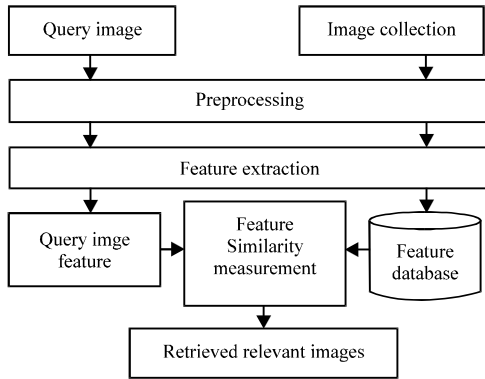 Query image
Image collection
Preprocessing
Feature extraction
Query imge
feature
Feature
Similarity
measurement
Feature
database
Retrieved relevant images